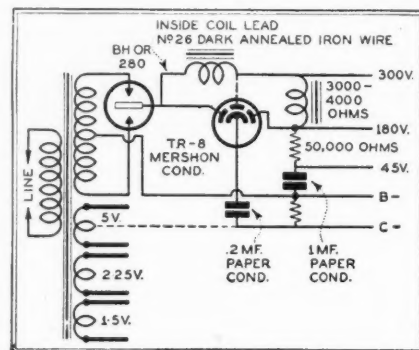 INSIDE COIL LEAD
Nº26 DARK ANNEALED IRON WIRE
BH OR
280
300V.
3000-
4000
OHMS
TR-8
MERSHON
COND.
180V.
50,000 OHMS
45V.
LINE
B-
5V.
C-
2.25V.
.2 MF.
PAPER
COND.
1 MF.
PAPER
COND.
1.5V.